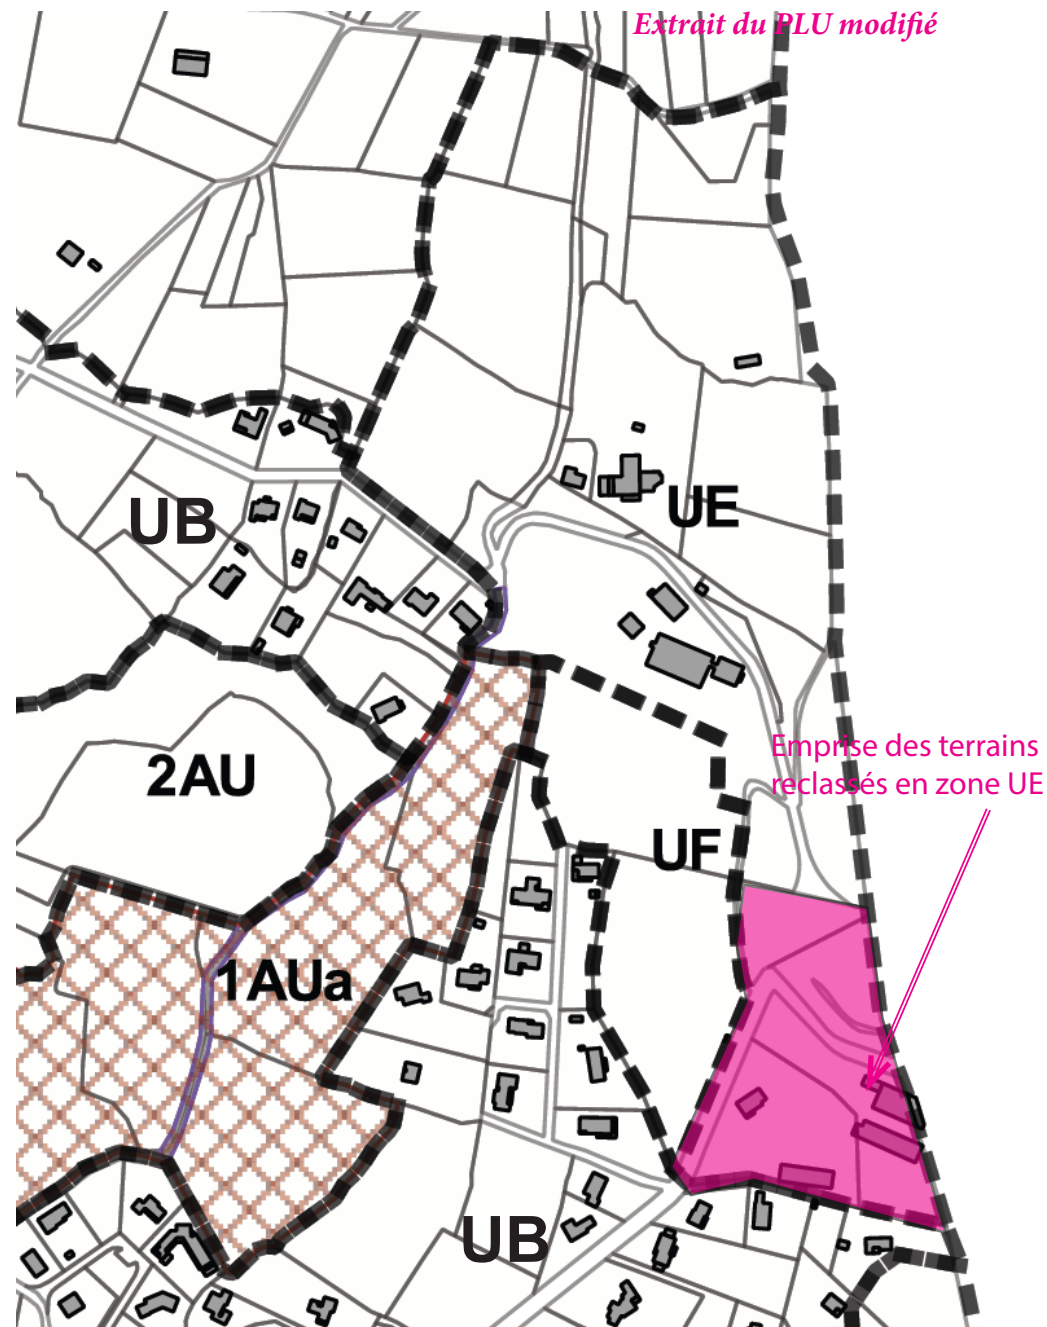 Extrait du PLU modifié
UB
UE
2AU
Emprise des terrains
reclassés en zone UE
UF
1AUa
UB